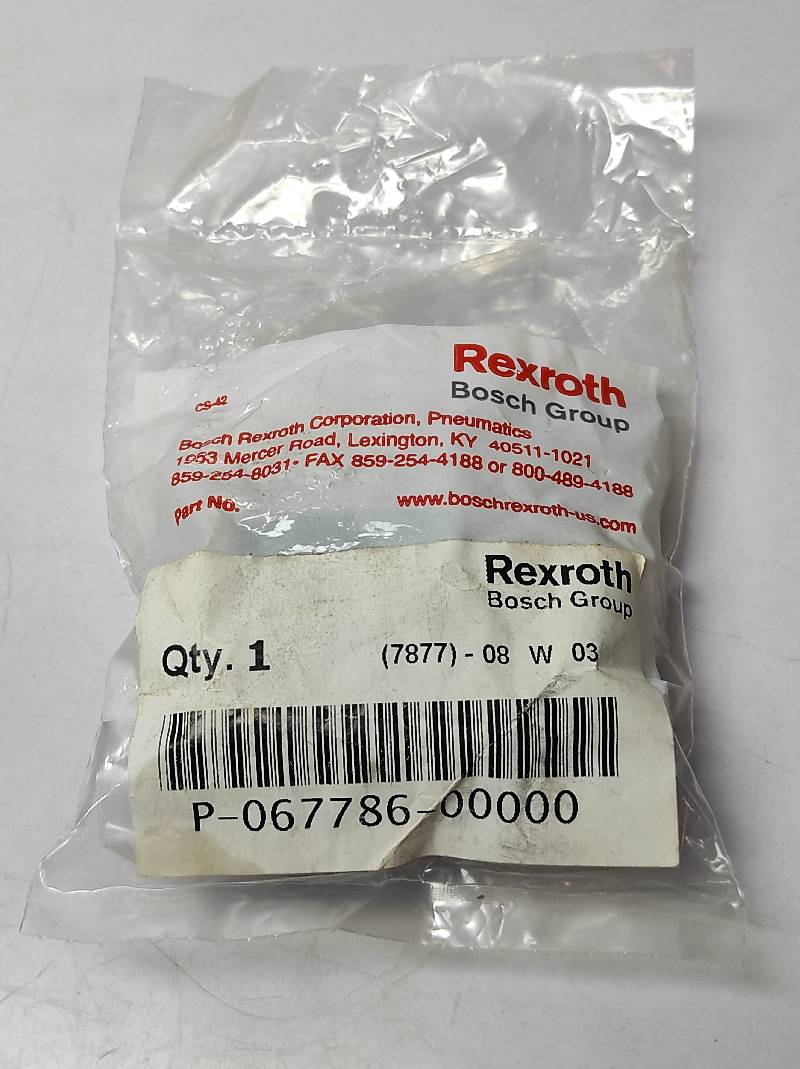 Rexroth
Bosch Group
CS-42
Bosch Rexroth Corporation, Pneumatics
1953 Mercer Road, Lexington, KY 40511-1021
859-254-8031• FAX 859-254-4188 or 800-489-4188
Part No.
www.boschrexroth-us.com
Rexroth
Bosch Group
Qty. 1
(7877) - 08 W 03
P-067786-00000